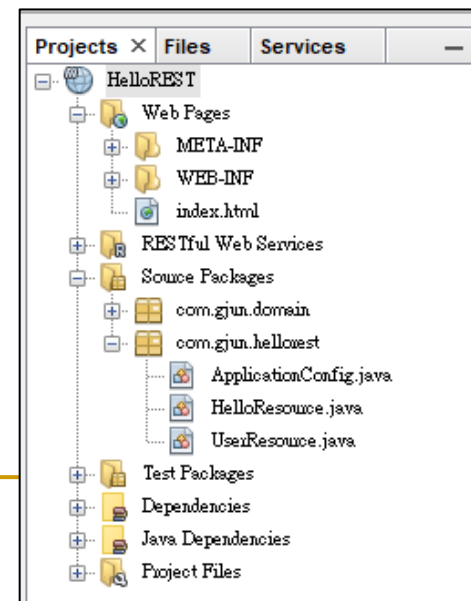 Projects × Files Services
HelloREST
Web Pages
META-INF
WEB-INF
index.html
RESTful Web Services
Source Packages
com.gjun.domain
com.gjun.hellorest
ApplicationConfig.java
HelloResource.java
UserResource.java
Test Packages
Dependencies
Java Dependencies
Project Files